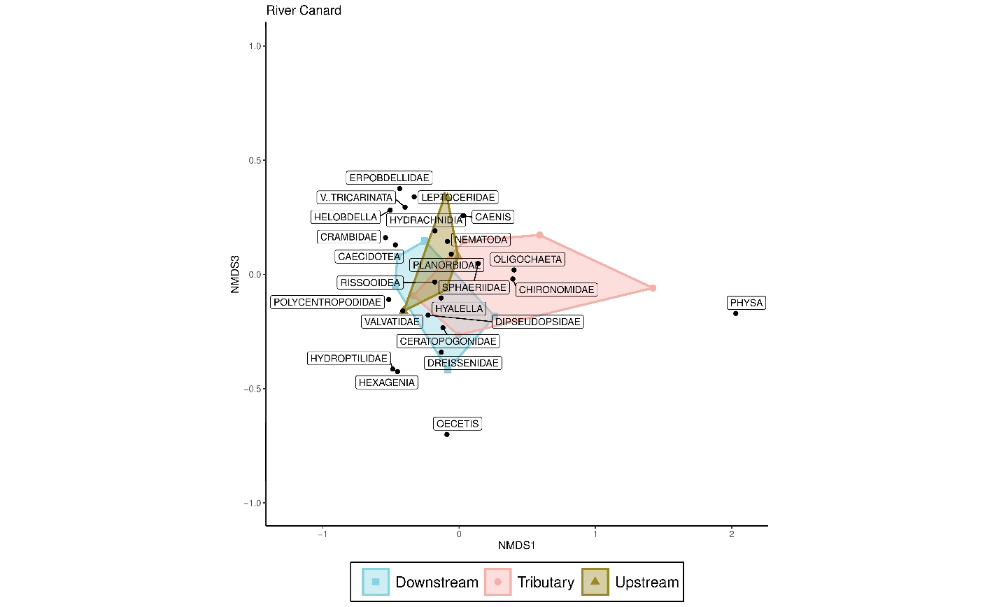 River Canard
1.0
0.5
0.0
−0.5
−1.0
NMDS3
ERPOBDELLIDAE
V..TRICARINATA
LEPTOCERIDAE
HELOBDELLA
HYDRACHNIDIA
CAENIS
CRAMBIDAE
NEMATODA
CAECIDOTEA
OLIGOCHAETA
PLANORBIDAE
RISSOOIDEA
SPHAERIIDAE
CHIRONOMIDAE
POLYCENTROPODIDAE
PHYSA
HYALELLA
VALVATIDAE
DIPSEUDOPSIDAE
CERATOPOGONIDAE
HYDROPTILIDAE
DREISSENIDAE
HEXAGENIA
OECETIS
−1 0 1 2
NMDS1
Downstream Tributary Upstream